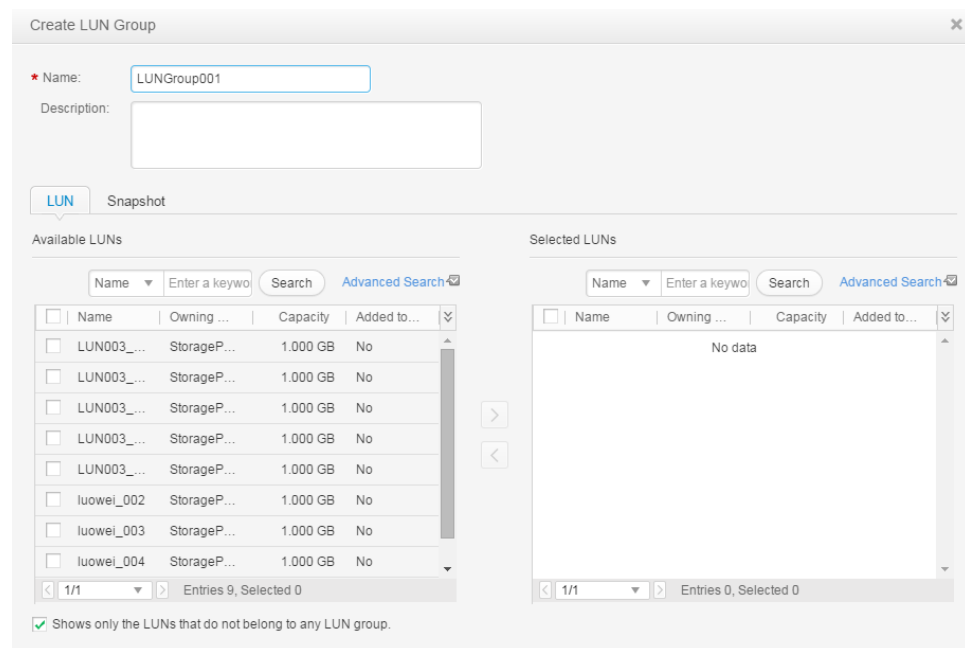 Create LUN Group
* Name: LUNGroup001
Description:
LUN Snapshot
Available LUNs
Name Enter a keywo Search Advanced Search
Name Owning ... Capacity Added to...
LUN003_... StorageP... 1.000 GB No
LUN003_... StorageP... 1.000 GB No
LUN003_... StorageP... 1.000 GB No
LUN003_... StorageP... 1.000 GB No
LUN003_... StorageP... 1.000 GB No
luowei_002 StorageP... 1.000 GB No
luowei_003 StorageP... 1.000 GB No
luowei_004 StorageP... 1.000 GB No
1/1 Entries 9, Selected 0
Shows only the LUNs that do not belong to any LUN group.
Selected LUNs
Name Enter a keywo Search Advanced Search
Name Owning ... Capacity Added to...
No data
1/1 Entries 0, Selected 0